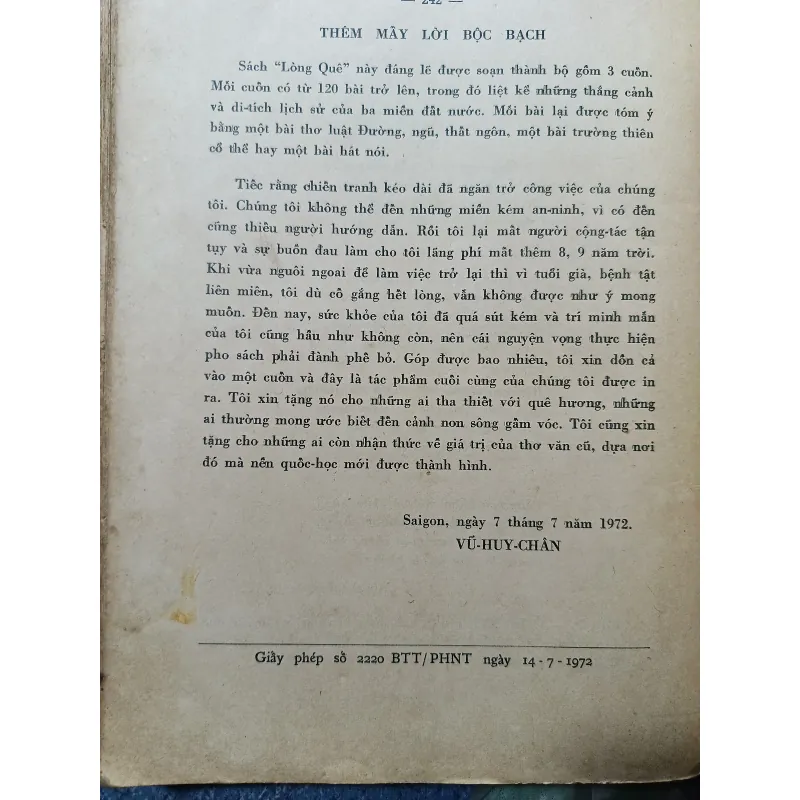 — 242 —
THÊM MẤY LỜI BỘC BẠCH
Sách “Lòng Quê” này đáng lẽ được soạn thành bộ gồm 3 cuốn.
Mỗi cuốn có từ 120 bài trở lên, trong đó liệt kể những thắng cảnh
và di-tích lịch sử của ba miền đất nước. Mỗi bài lại được tóm ý
bằng một bài thơ luật Đường, ngũ, thất ngôn, một bài trường thiên
cổ thể hay một bài hát nói.
Tiếc rằng chiến tranh kéo dài đã ngăn trở công việc của chúng
tôi. Chúng tôi không thể đến những miền kém an-ninh, vì có đến
cũng thiếu người hướng dẫn. Rồi tôi lại mất người cộng-tác tận
tụy và sự buồn đau làm cho tôi lãng phí mất thêm 8, 9 năm trời.
Khi vừa nguôi ngoai để làm việc trở lại thì vì tuổi già, bệnh tật
liên miên, tôi dù cố gắng hết lòng, vẫn không được như ý mong
muốn. Đến nay, sức khỏe của tôi đã quá sút kém và trí minh mẫn
của tôi cũng hầu như không còn, nên cái nguyện vọng thực hiện
pho sách phải đành phế bỏ. Góp được bao nhiêu, tôi xin dồn cả
vào một cuốn và đây là tác phẩm cuối cùng của chúng tôi được in
ra. Tôi xin tặng nó cho những ai tha thiết với quê hương, những
ai thường mong ước biết đến cảnh non sông gấm vóc. Tôi cũng xin
tặng cho những ai còn nhận thức về giá trị của thơ văn cũ, dựa nơi
đó mà nền quốc-học mới được thành hình.
Saigon, ngày 7 tháng 7 năm 1972.
VŨ-HUY-CHÂN
Giấy phép số 2220 BTT/PHNT ngày 14-7-1972